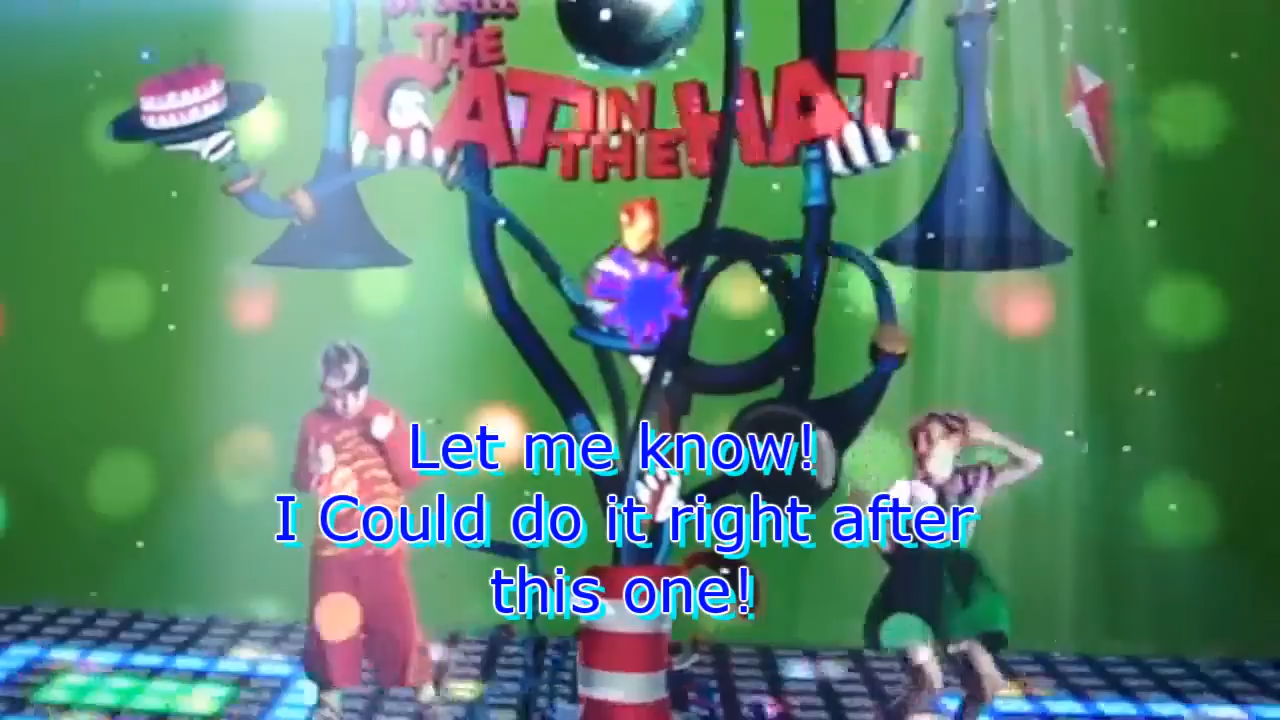 THE
CAT IN
THE HAT
Let me know!
I Could do it right after
this one!